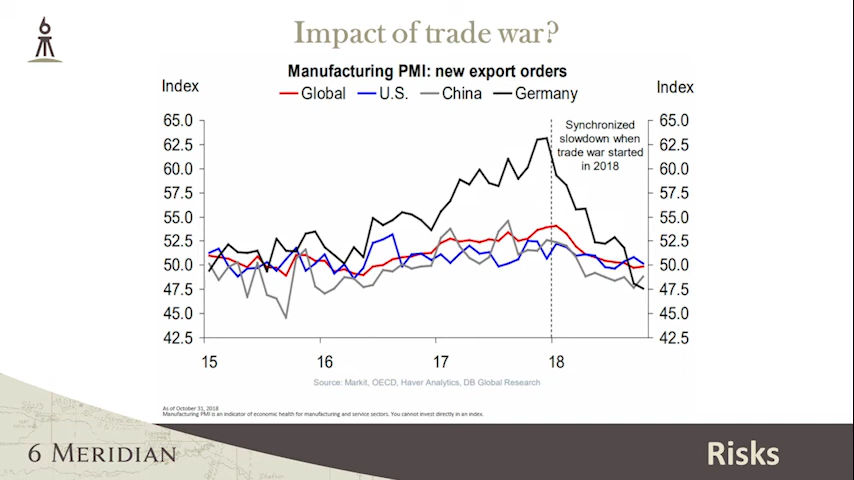 Impact of trade war?
Manufacturing PMI: new export orders
Index
Index
Global U.S. China Germany
65.0 65.0
62.5 62.5
60.0 60.0
57.5 57.5
55.0 55.0
52.5 52.5
50.0 50.0
47.5 47.5
45.0 45.0
42.5 42.5
Synchronized
slowdown when
trade war started
in 2018
15 16 17 18
Source: Markit, OECD, Haver Analytics, DB Global Research
As of October 31, 2018
Manufacturing PMI is an indicator of economic health for manufacturing and service sectors. You cannot invest directly in an index.
6 MERIDIAN
Risks